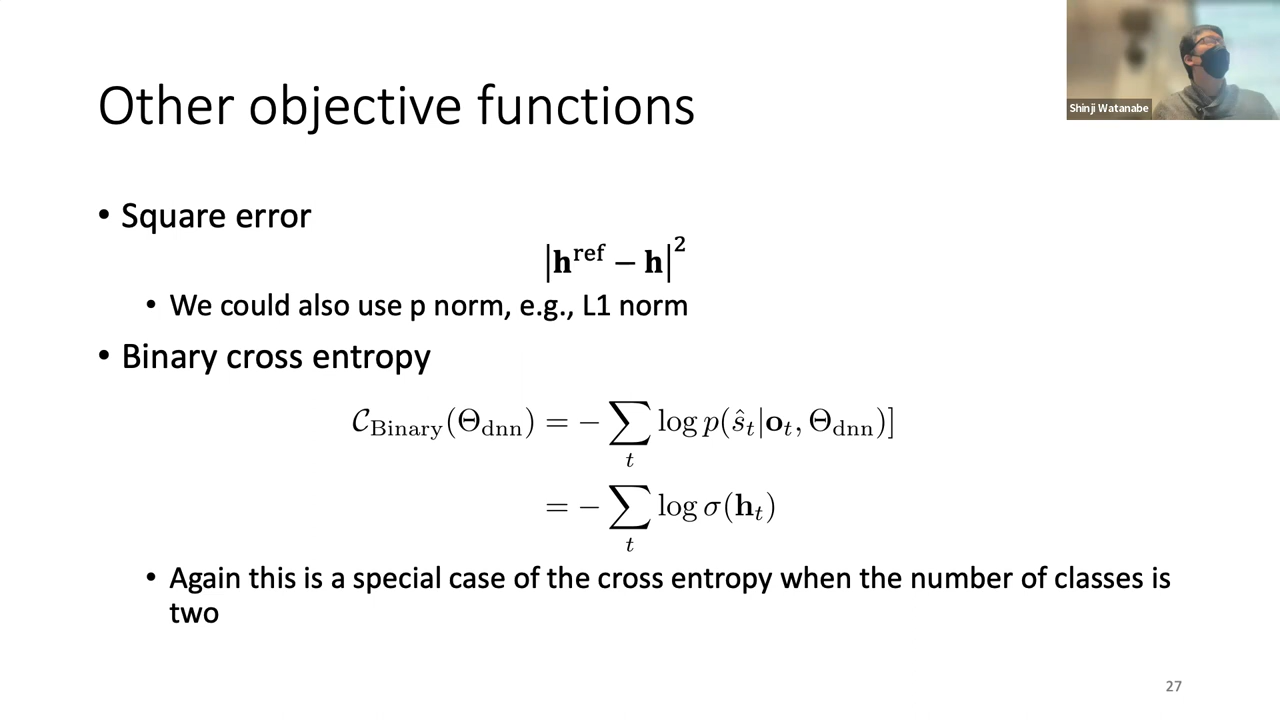 Shinji Watanabe
Other objective functions
• Square error
|h^ref − h|^2
• We could also use p norm, e.g., L1 norm
• Binary cross entropy
𝒞_Binary(Θ_dnn) = − ∑_t log p(ŝ_t|o_t, Θ_dnn)]
= − ∑_t log σ(h_t)
• Again this is a special case of the cross entropy when the number of classes is
two
27